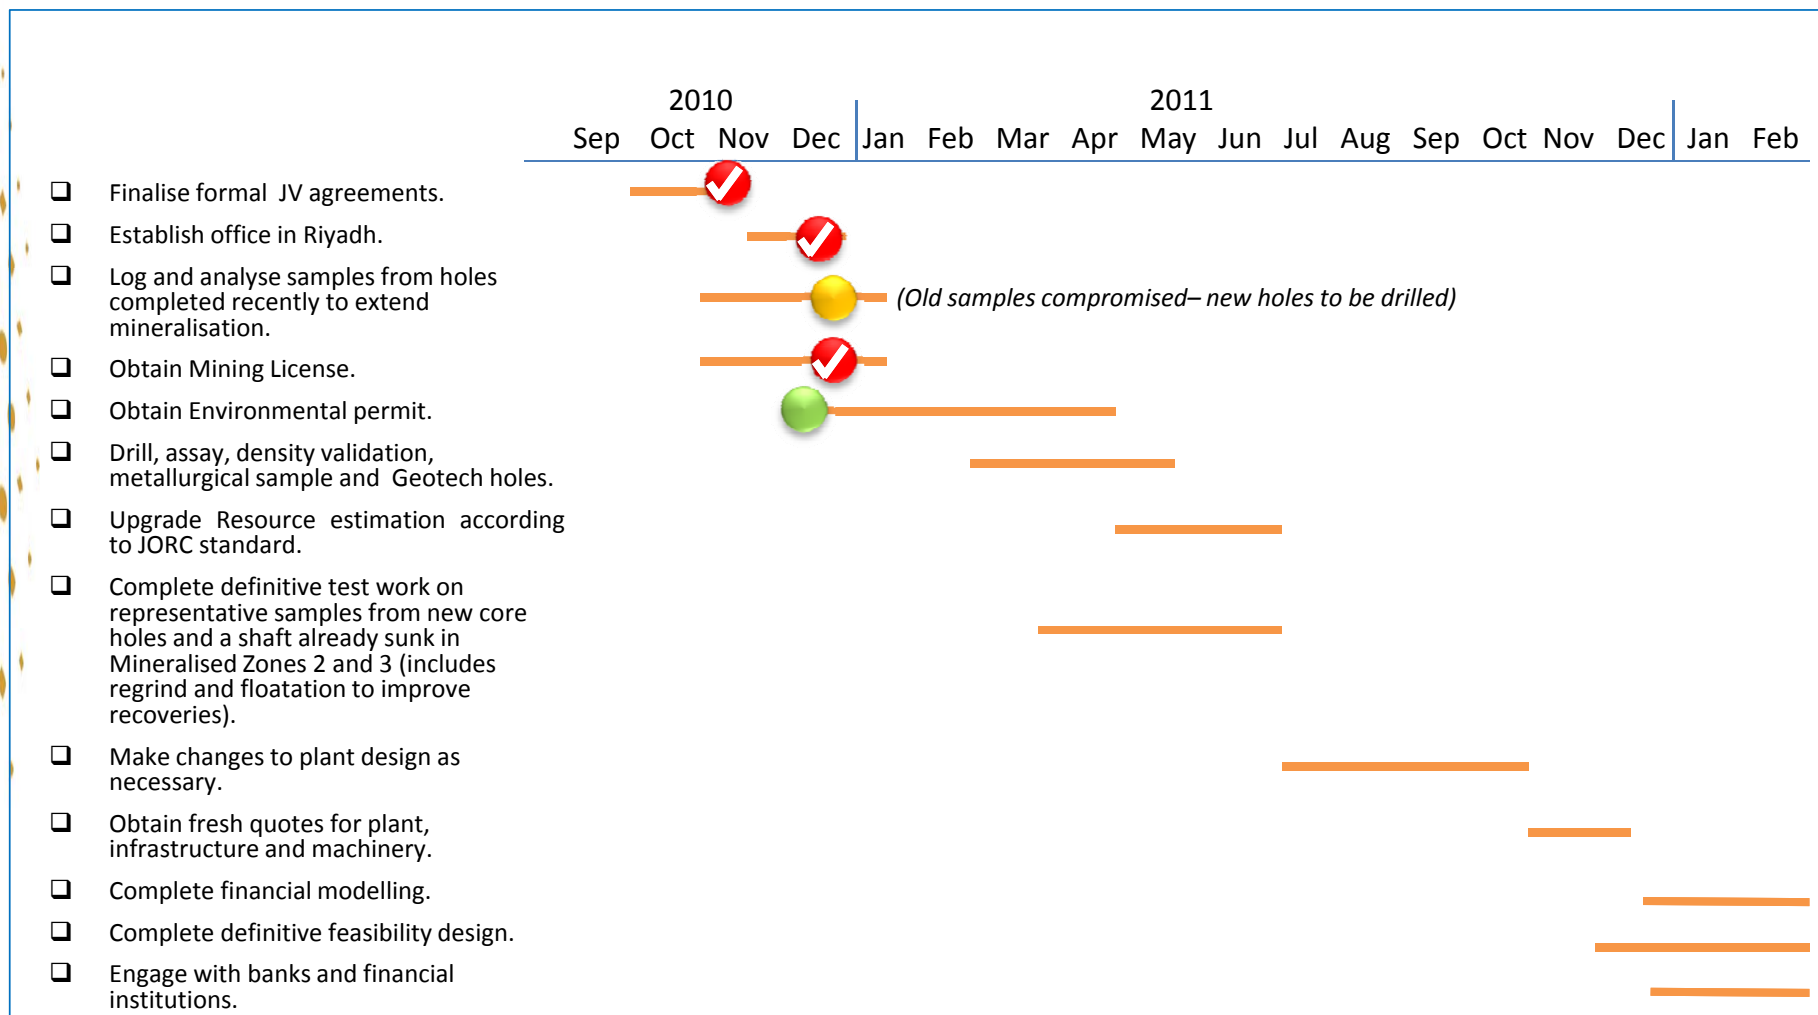 2010 2011
Sep Oct Nov Dec Jan Feb Mar Apr May Jun Jul Aug Sep Oct Nov Dec Jan Feb
Finalise formal JV agreements.
Establish office in Riyadh.
Log and analyse samples from holes
completed recently to extend
mineralisation.
(Old samples compromised– new holes to be drilled)
Obtain Mining License.
Obtain Environmental permit.
Drill, assay, density validation,
metallurgical sample and Geotech holes.
Upgrade Resource estimation according
to JORC standard.
Complete definitive test work on
representative samples from new core
holes and a shaft already sunk in
Mineralised Zones 2 and 3 (includes
regrind and floatation to improve
recoveries).
Make changes to plant design as
necessary.
Obtain fresh quotes for plant,
infrastructure and machinery.
Complete financial modelling.
Complete definitive feasibility design.
Engage with banks and financial
institutions.